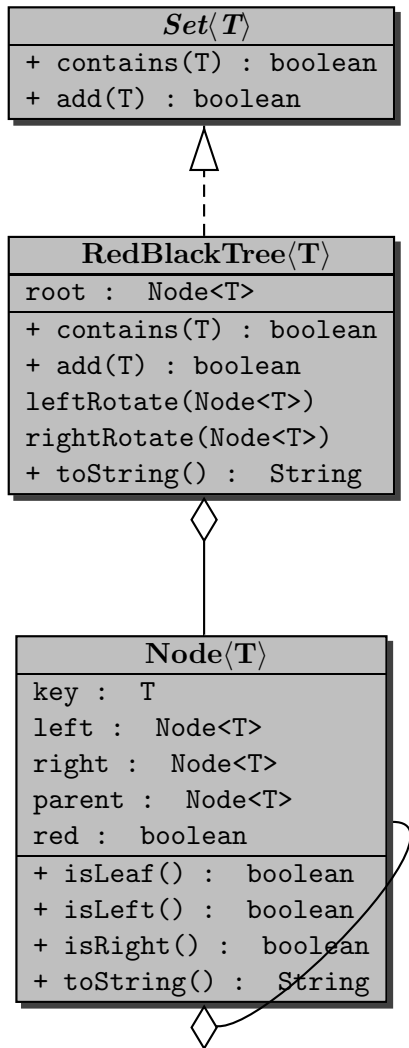 Set⟨T⟩
+ contains(T) : boolean
+ add(T) : boolean
RedBlackTree⟨T⟩
root : Node<T>
+ contains(T) : boolean
+ add(T) : boolean
leftRotate(Node<T>)
rightRotate(Node<T>)
+ toString() : String
Node⟨T⟩
key : T
left : Node<T>
right : Node<T>
parent : Node<T>
red : boolean
+ isLeaf() : boolean
+ isLeft() : boolean
+ isRight() : boolean
+ toString() : String